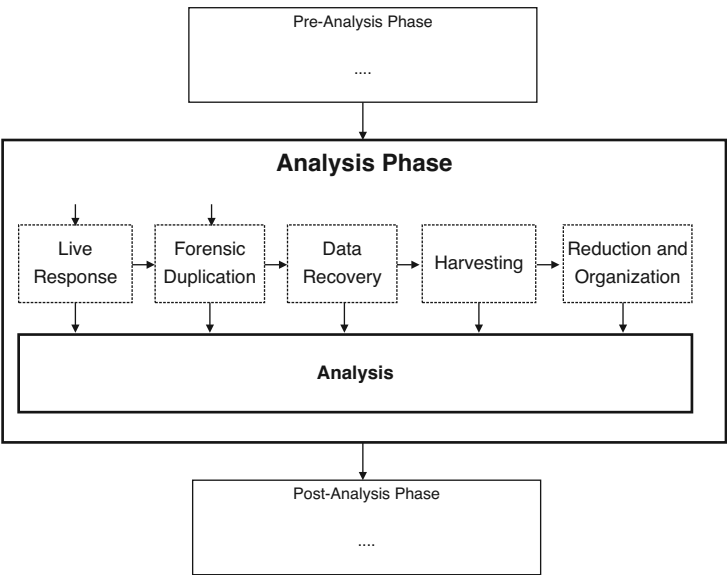 Pre-Analysis Phase
....
Analysis Phase
Live
Response
Forensic
Duplication
Data
Recovery
Harvesting
Reduction and
Organization
Analysis
Post-Analysis Phase
....